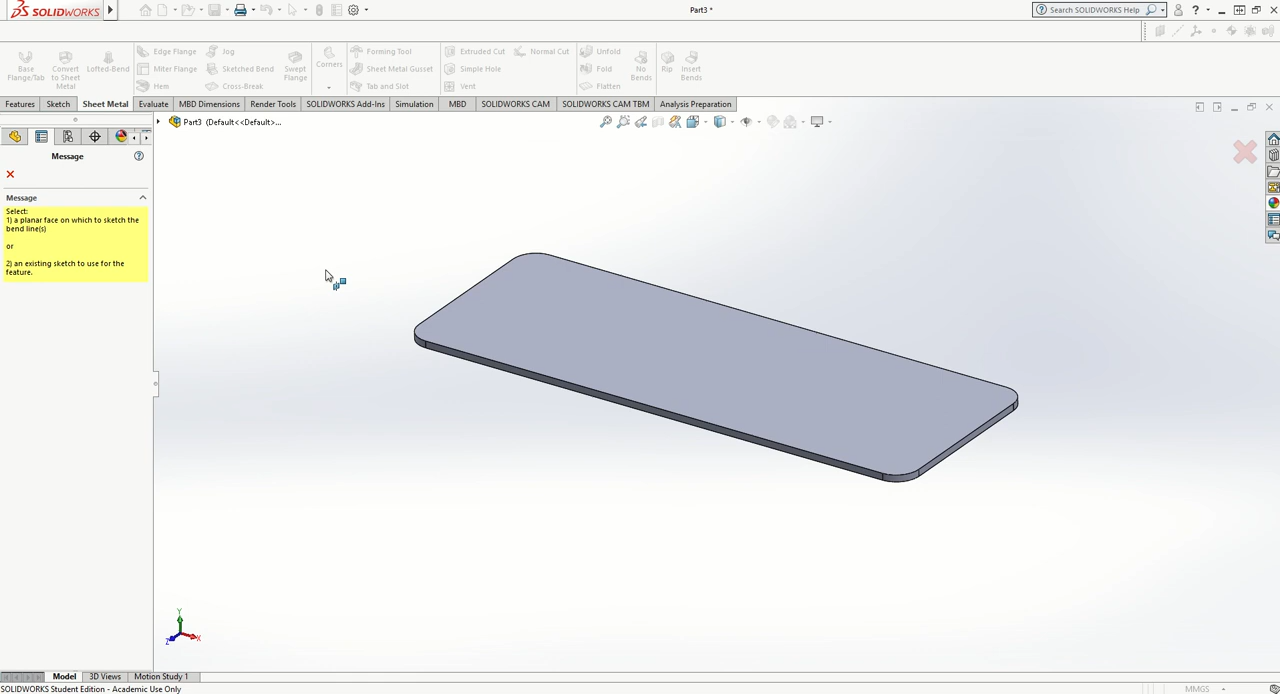 SOLIDWORKS
Part3 *
Search SOLIDWORKS Help
?
Base Flange/Tab
Convert to Sheet Metal
Lofted-Bend
Edge Flange
Miter Flange
Hem
Jog
Sketched Bend
Cross-Break
Swept Flange
Corners
Forming Tool
Sheet Metal Gusset
Tab and Slot
Extruded Cut
Simple Hole
Vent
Normal Cut
Unfold
Fold
Flatten
No Bends
Rip
Insert Bends
Features Sketch Sheet Metal Evaluate MBD Dimensions Render Tools SOLIDWORKS Add-Ins Simulation MBD SOLIDWORKS CAM SOLIDWORKS CAM TBM Analysis Preparation
Part3 (Default<<Default>...
Message
Message
Select:
1) a planar face on which to sketch the
bend line(s)
or
2) an existing sketch to use for the
feature.
Y
Z
X
Model 3D Views Motion Study 1
SOLIDWORKS Student Edition - Academic Use Only
MMGS